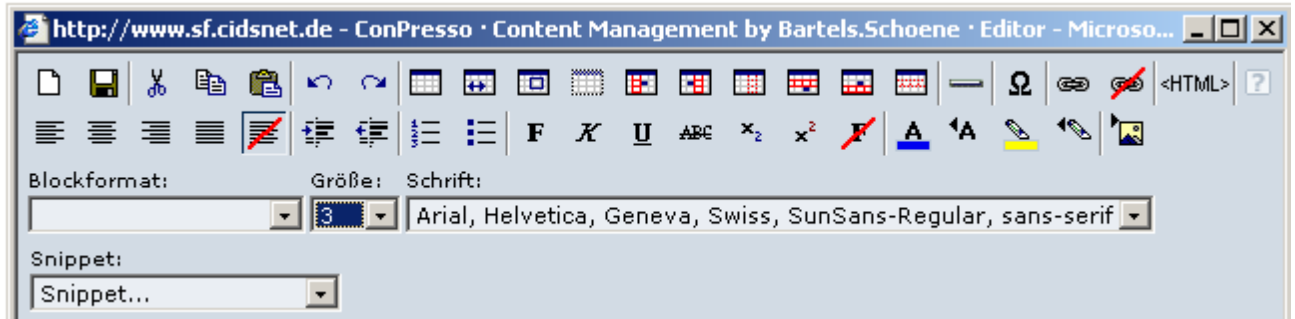 http://www.sf.cidsnet.de - ConPresso · Content Management by Bartels.Schoene · Editor - Microso...
Ω <HTML> ?
F K U ABC x₂ x² F A A
Blockformat: Größe: Schrift:
3 Arial, Helvetica, Geneva, Swiss, SunSans-Regular, sans-serif
Snippet:
Snippet...